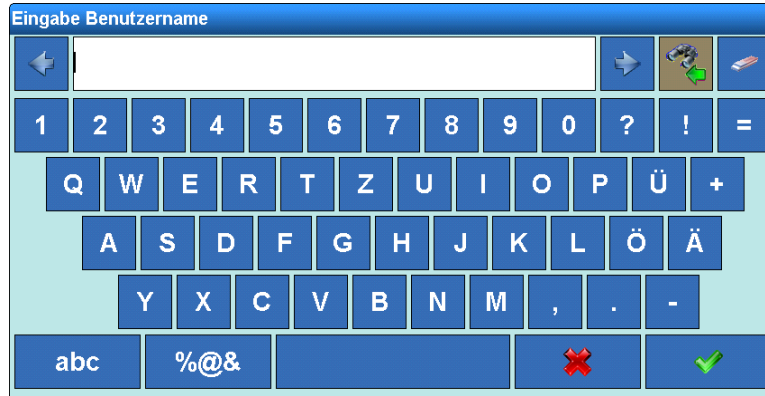 Eingabe Benutzername
1 2 3 4 5 6 7 8 9 0 ? ! =
Q W E R T Z U I O P Ü +
A S D F G H J K L Ö Ä
Y X C V B N M , . -
abc %@&